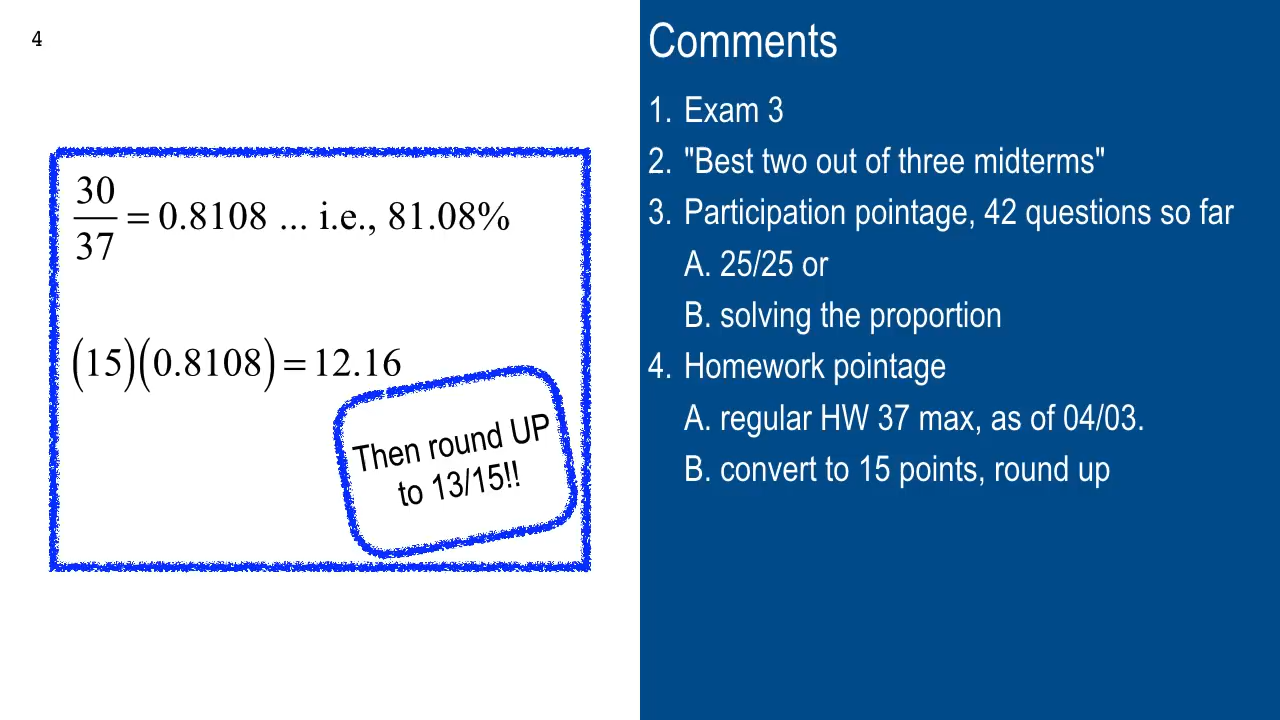 4
30
37
= 0.8108 ... i.e., 81.08%
(15)(0.8108) = 12.16
Then round UP
to 13/15!!
Comments
1. Exam 3
2. "Best two out of three midterms"
3. Participation pointage, 42 questions so far
A. 25/25 or
B. solving the proportion
4. Homework pointage
A. regular HW 37 max, as of 04/03.
B. convert to 15 points, round up